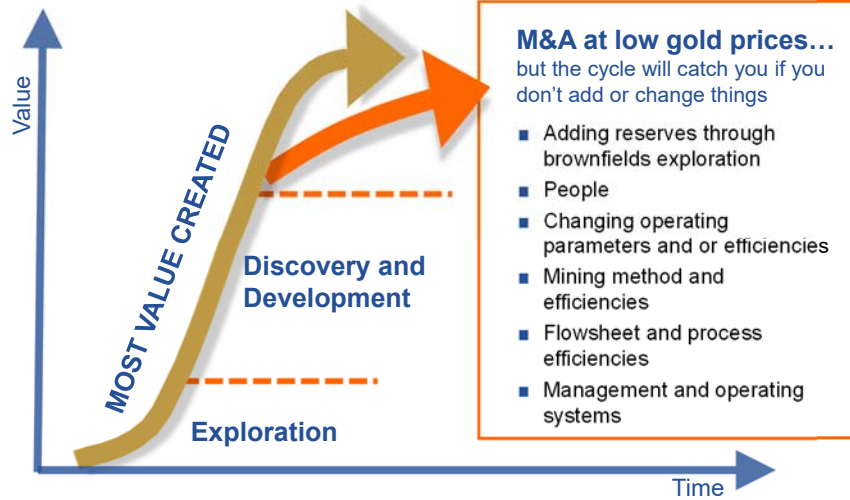 M&A at low gold prices…
but the cycle will catch you if you
don't add or change things
Adding reserves through
brownfields exploration
People
Changing operating
parameters and or efficiencies
Mining method and
efficiencies
Flowsheet and process
efficiencies
Management and operating
systems
Value
MOST VALUE CREATED
Discovery and
Development
Exploration
Time